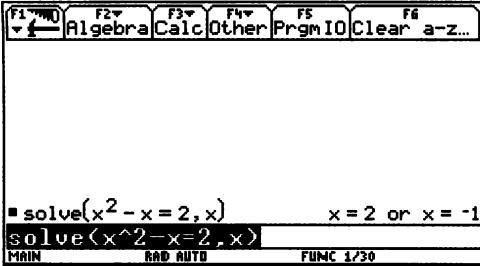 F1▼ F2▼ F3▼ F4▼ F5 F6
Algebra Calc Other PrgmIO Clear a-z…
▪solve(x² − x = 2, x) x = 2 or x = ⁻1
solve(x^2−x=2,x)
MAIN RAD AUTO FUNC 1/30